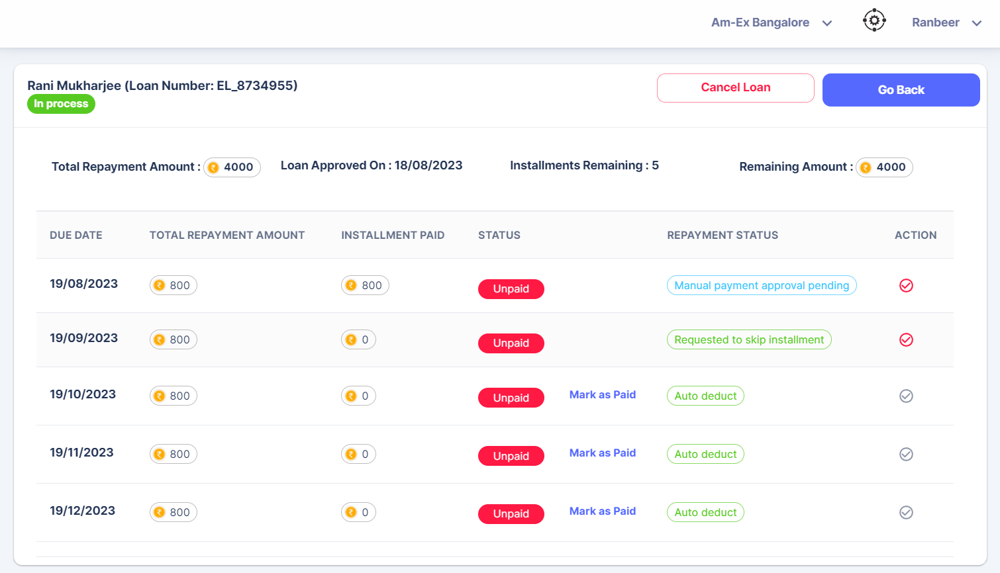 Am-Ex Bangalore Ranbeer
Rani Mukharjee (Loan Number: EL_8734955)
In process
Cancel Loan
Go Back
Total Repayment Amount : ₹ 4000 Loan Approved On : 18/08/2023 Installments Remaining : 5 Remaining Amount : ₹ 4000
DUE DATE TOTAL REPAYMENT AMOUNT INSTALLMENT PAID STATUS REPAYMENT STATUS ACTION
19/08/2023 ₹ 800 ₹ 800 Unpaid Manual payment approval pending
19/09/2023 ₹ 800 ₹ 0 Unpaid Requested to skip installment
19/10/2023 ₹ 800 ₹ 0 Unpaid Mark as Paid Auto deduct
19/11/2023 ₹ 800 ₹ 0 Unpaid Mark as Paid Auto deduct
19/12/2023 ₹ 800 ₹ 0 Unpaid Mark as Paid Auto deduct